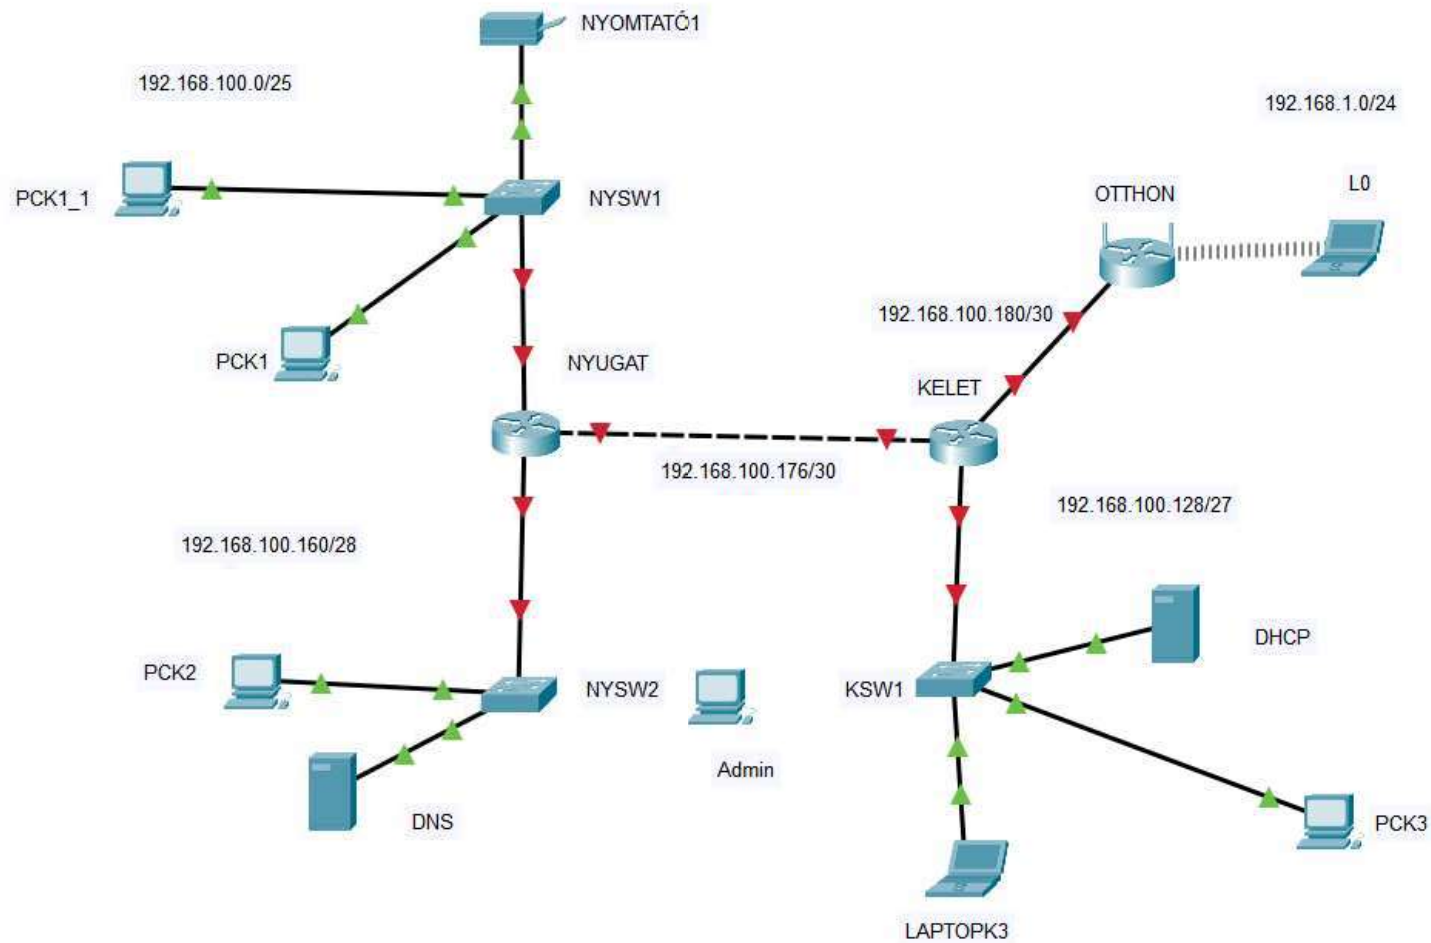 NYOMTATÓ1
192.168.100.0/25
192.168.1.0/24
PCK1_1
NYSW1
OTTHON
L0
192.168.100.180/30
PCK1
NYUGAT
KELET
192.168.100.176/30
192.168.100.128/27
192.168.100.160/28
DHCP
PCK2
NYSW2
KSW1
Admin
DNS
PCK3
LAPTOPK3